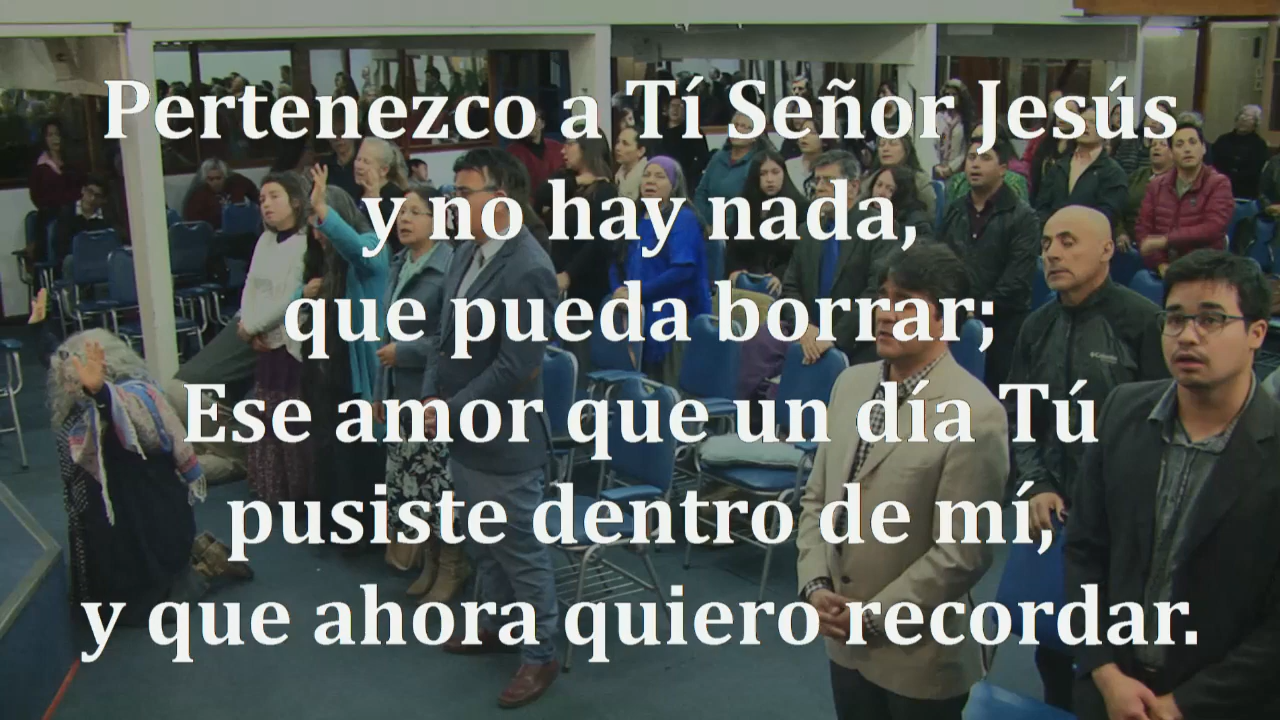 Pertenezco a Tí Señor Jesús
y no hay nada,
que pueda borrar;
Ese amor que un día Tú
pusiste dentro de mí,
y que ahora quiero recordar.
Columbia